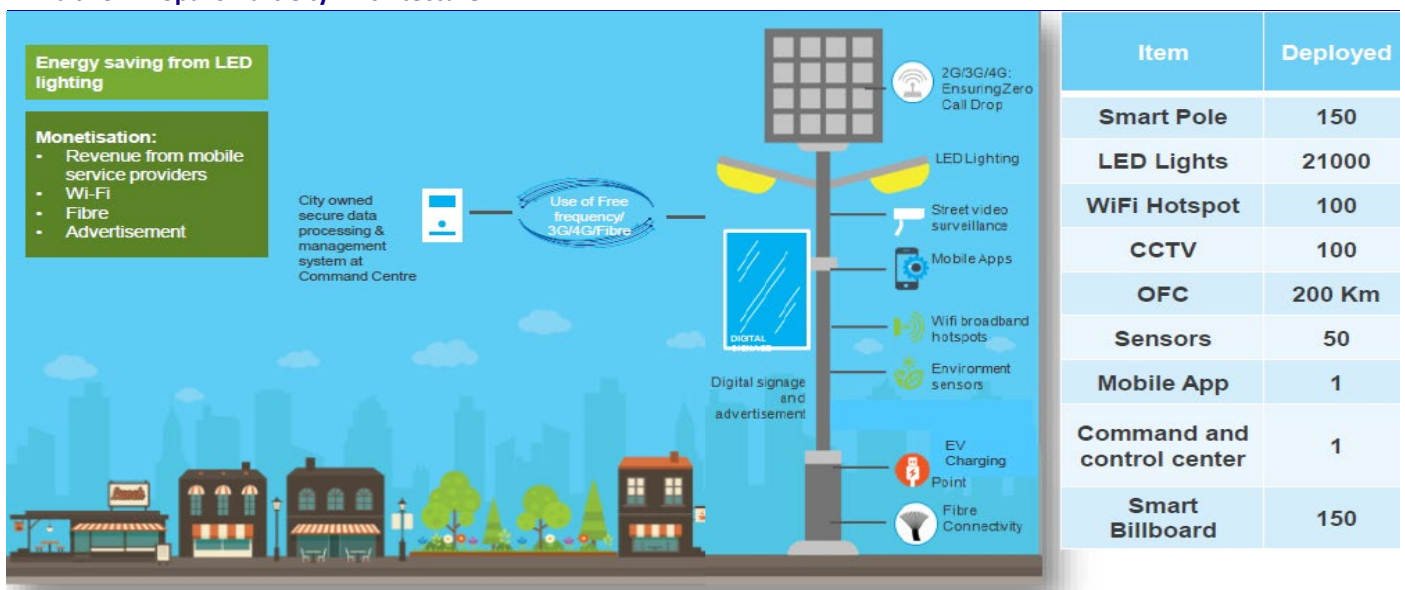 Energy saving from LED
lighting
Monetisation:
• Revenue from mobile
service providers
• Wi-Fi
• Fibre
• Advertisement
City owned
secure data
processing &
management
system at
Command Centre
Use of Free
frequency/
3G/4G/Fibre
2G/3G/4G:
EnsuringZero
Call Drop
LED Lighting
Street video
surveillance
Mobile Apps
Wifi broadband
hotspots
Environment
sensors
EV
Charging
Point
Fibre
Connectivity
DIGITAL
Digital signage
and
advertisement
Item Deployed
Smart Pole 150
LED Lights 21000
WiFi Hotspot 100
CCTV 100
OFC 200 Km
Sensors 50
Mobile App 1
Command and
control center 1
Smart
Billboard 150